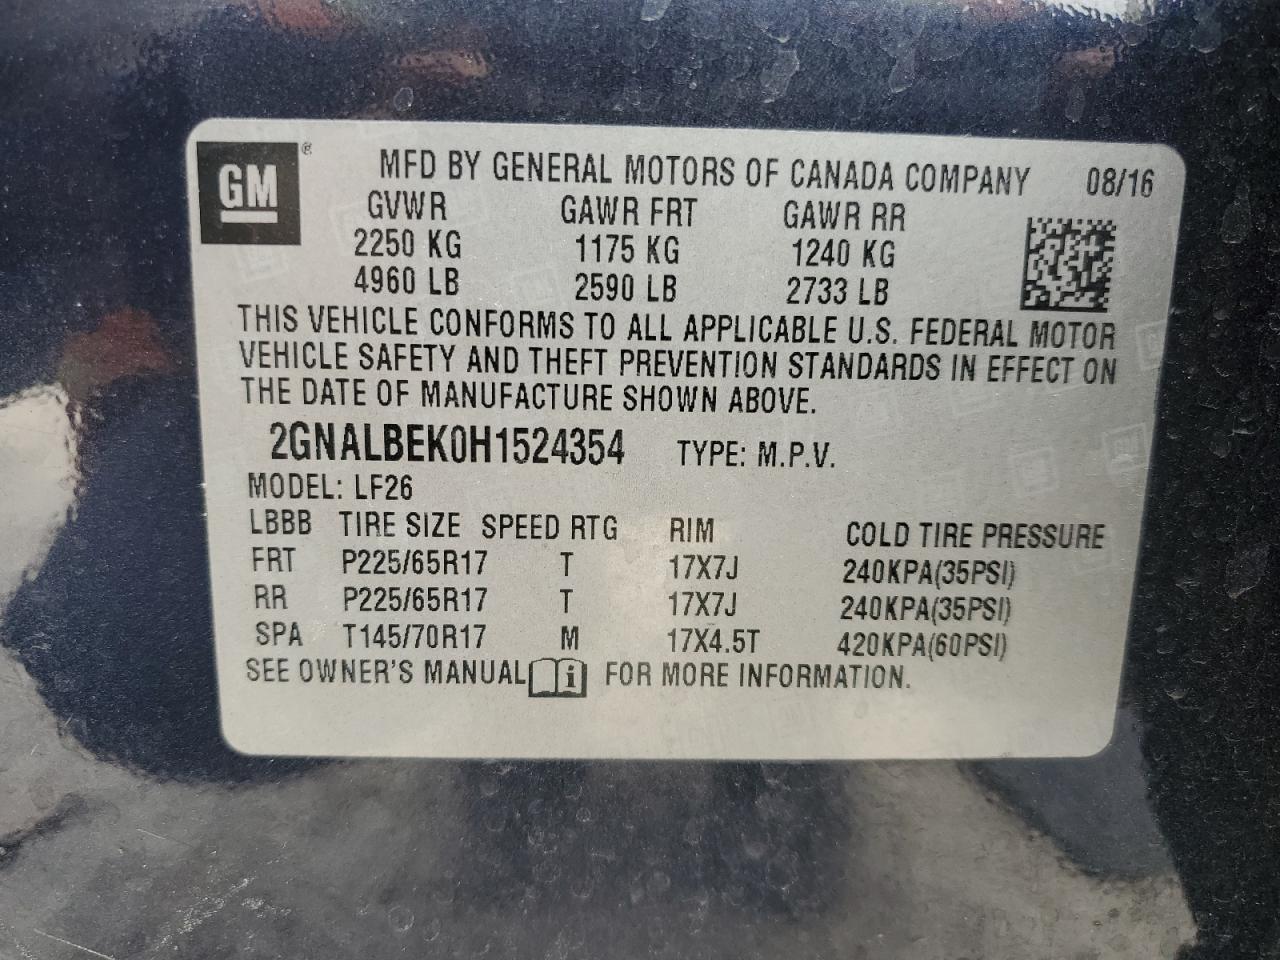 GM ® MFD BY GENERAL MOTORS OF CANADA COMPANY 08/16
GVWR GAWR FRT GAWR RR
2250 KG 1175 KG 1240 KG
4960 LB 2590 LB 2733 LB
THIS VEHICLE CONFORMS TO ALL APPLICABLE U.S. FEDERAL MOTOR
VEHICLE SAFETY AND THEFT PREVENTION STANDARDS IN EFFECT ON
THE DATE OF MANUFACTURE SHOWN ABOVE.
2GNALBEK0H1524354 TYPE: M.P.V.
MODEL: LF26
LBBB TIRE SIZE SPEED RTG RIM COLD TIRE PRESSURE
FRT P225/65R17 T 17X7J 240KPA(35PSI)
RR P225/65R17 T 17X7J 240KPA(35PSI)
SPA T145/70R17 M 17X4.5T 420KPA(60PSI)
SEE OWNER'S MANUAL i FOR MORE INFORMATION.